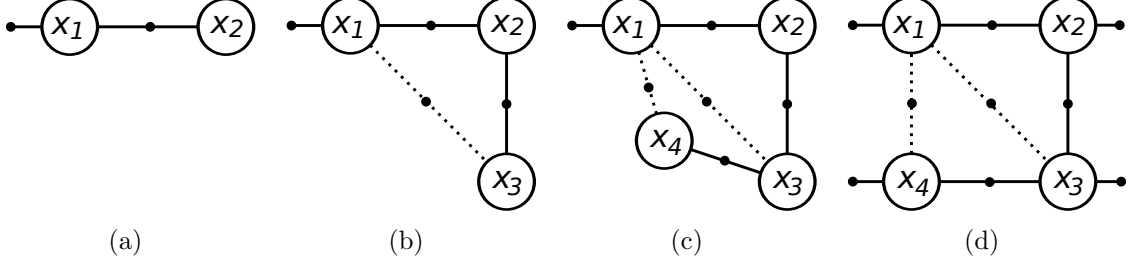 x1 x2 x1 x2 x1 x2 x1 x2
x4 x4
x3 x3 x3
(a) (b) (c) (d)